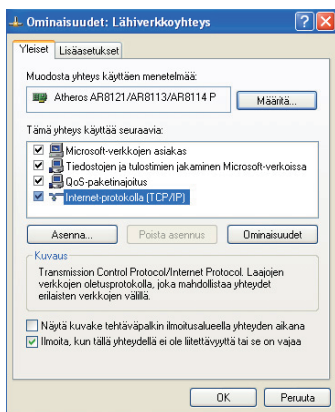 Ominaisuudet: Lähiverkkoyhteys
Yleiset Lisäasetukset
Muodosta yhteys käyttäen menetelmää:
Atheros AR8121/AR8113/AR8114 P Määritä...
Tämä yhteys käyttää seuraavia:
Microsoft-verkkojen asiakas
Tiedostojen ja tulostimien jakaminen Microsoft-verkoissa
QoS-paketinajoitus
Internet-protokolla (TCP/IP)
Asenna... Poista asennus Ominaisuudet
Kuvaus
Transmission Control Protocol/Internet Protocol. Laajojen
verkkojen oletusprotokolla, joka mahdollistaa yhteydet
erilaisten verkkojen välillä.
Näytä kuvake tehtäväpalkin ilmoitusalueella yhteyden aikana
Ilmoita, kun tällä yhteydellä ei ole liitettävyyttä tai se on vajaa
OK Peruuta